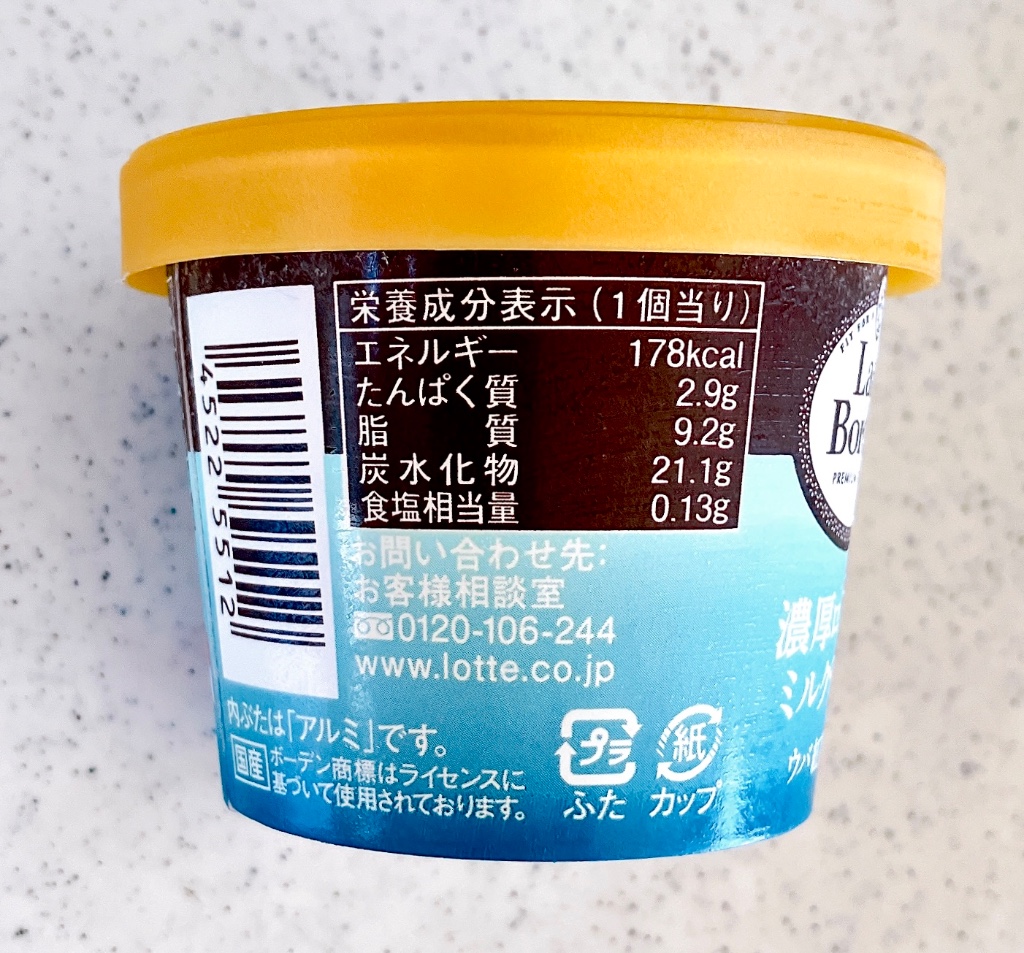 栄養成分表示(1個当り)
エネルギー 178kcal
たんぱく質 2.9g
脂質 9.2g
炭水化物 21.1g
食塩相当量 0.13g
お問い合わせ先:
お客様相談室
0120-106-244
www.lotte.co.jp
4522 5512
内ぶたは「アルミ」です。
国産 ボーデン商標はライセンスに
基づいて使用されております。
プラ
ふた
紙
カップ
濃厚
ミルク